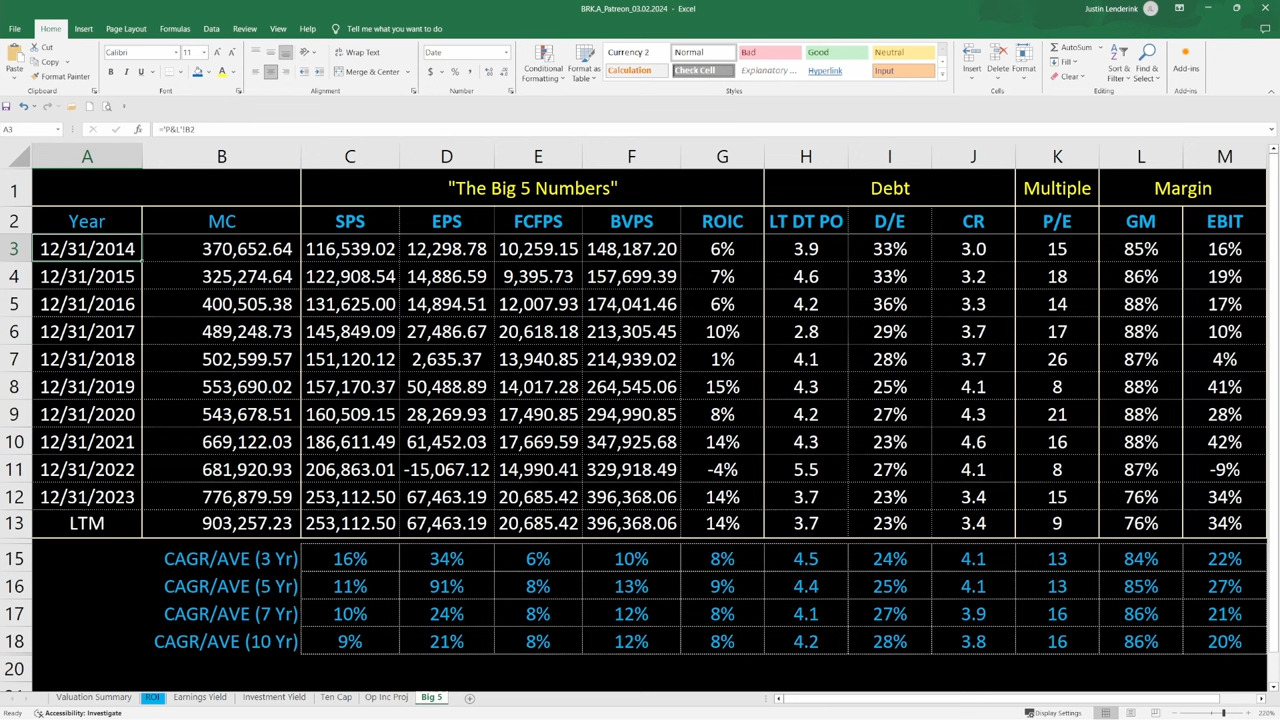 BRK.A_Patreon_03.02.2024 - Excel
Justin Lenderink
File Home Insert Page Layout Formulas Data Review View Help Tell me what you want to do
Paste Cut
Copy
Format Painter
Clipboard
Calibri 11
B I U
Font
Wrap Text
Merge & Center
Alignment
Date
$ % ,
Number
Conditional Formatting
Format as Table
Currency 2 Normal Bad Good Neutral
Calculation Check Cell Explanatory ... Hyperlink Input
Styles
Insert Delete Format
Cells
AutoSum
Fill
Clear
Sort & Filter
Find & Select
Editing
Add-ins
Add-ins
A3 fx ='P&L'!B2
A B C D E F G H I J K L M
1 "The Big 5 Numbers" Debt Multiple Margin
2 Year MC SPS EPS FCFPS BVPS ROIC LT DT PO D/E CR P/E GM EBIT
3 12/31/2014 370,652.64 116,539.02 12,298.78 10,259.15 148,187.20 6% 3.9 33% 3.0 15 85% 16%
4 12/31/2015 325,274.64 122,908.54 14,886.59 9,395.73 157,699.39 7% 4.6 33% 3.2 18 86% 19%
5 12/31/2016 400,505.38 131,625.00 14,894.51 12,007.93 174,041.46 6% 4.2 36% 3.3 14 88% 17%
6 12/31/2017 489,248.73 145,849.09 27,486.67 20,618.18 213,305.45 10% 2.8 29% 3.7 17 88% 10%
7 12/31/2018 502,599.57 151,120.12 2,635.37 13,940.85 214,939.02 1% 4.1 28% 3.7 26 87% 4%
8 12/31/2019 553,690.02 157,170.37 50,488.89 14,017.28 264,545.06 15% 4.3 25% 4.1 8 88% 41%
9 12/31/2020 543,678.51 160,509.15 28,269.93 17,490.85 294,990.85 8% 4.2 27% 4.3 21 88% 28%
10 12/31/2021 669,122.03 186,611.49 61,452.03 17,669.59 347,925.68 14% 4.3 23% 4.6 16 88% 42%
11 12/31/2022 681,920.93 206,863.01 -15,067.12 14,990.41 329,918.49 -4% 5.5 27% 4.1 8 87% -9%
12 12/31/2023 776,879.59 253,112.50 67,463.19 20,685.42 396,368.06 14% 3.7 23% 3.4 15 76% 34%
13 LTM 903,257.23 253,112.50 67,463.19 20,685.42 396,368.06 14% 3.7 23% 3.4 9 76% 34%
15 CAGR/AVE (3 Yr) 16% 34% 6% 10% 8% 4.5 24% 4.1 13 84% 22%
16 CAGR/AVE (5 Yr) 11% 91% 8% 13% 9% 4.4 25% 4.1 13 85% 27%
17 CAGR/AVE (7 Yr) 10% 24% 8% 12% 8% 4.1 27% 3.9 16 86% 21%
18 CAGR/AVE (10 Yr) 9% 21% 8% 12% 8% 4.2 28% 3.8 16 86% 20%
20
Valuation Summary ROI Earnings Yield Investment Yield Ten Cap Op Inc Proj Big 5
Ready Accessibility: Investigate Display Settings 220%